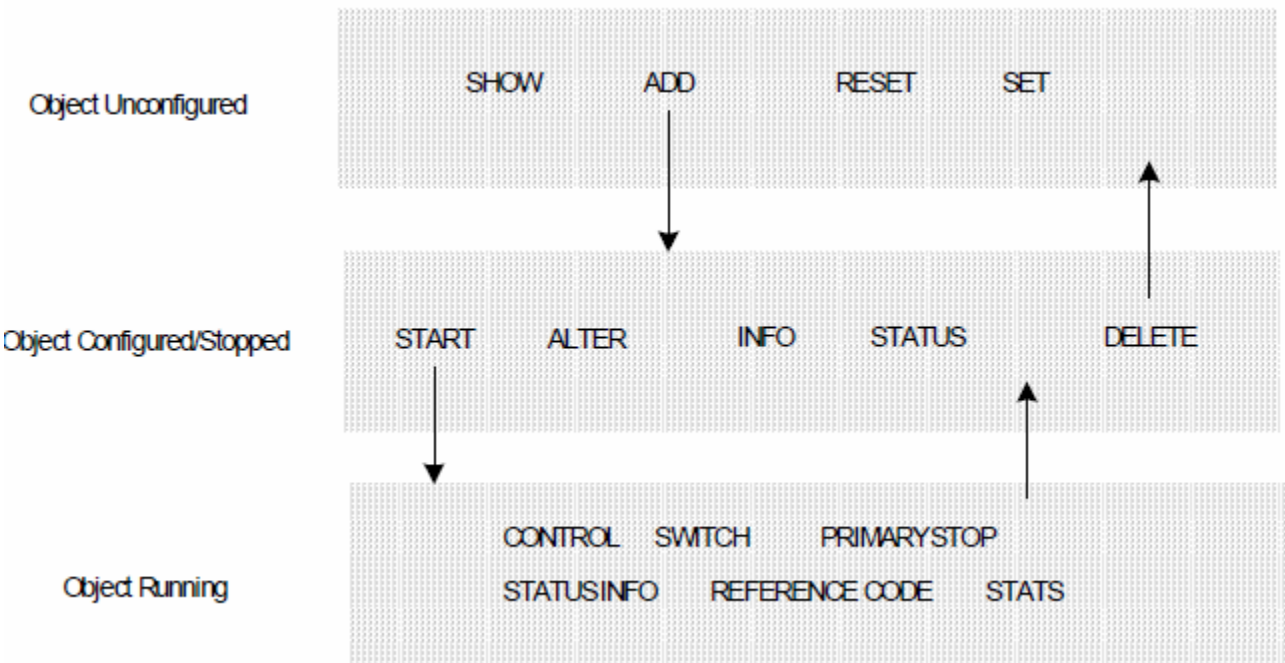 Object Unconfigured
SHOW ADD RESET SET
Object Configured/Stopped
START ALTER INFO STATUS DELETE
Object Running
CONTROL SWITCH PRIMARYSTOP
STATUSINFO REFERENCE CODE STATS